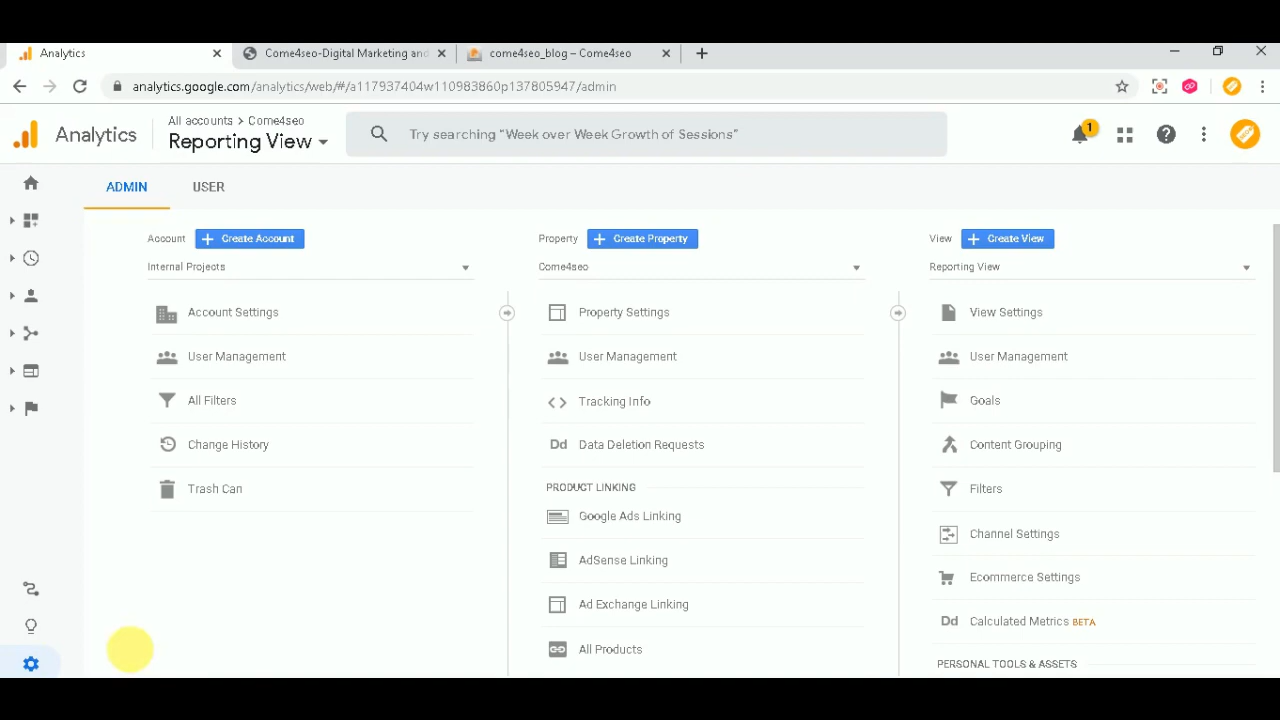 Analytics
Come4seo-Digital Marketing and
come4seo_blog – Come4seo
analytics.google.com/analytics/web/#/a117937404w110983860p137805947/admin
Analytics
All accounts > Come4seo
Reporting View
Try searching "Week over Week Growth of Sessions"
1
ADMIN
USER
Account
+ Create Account
Internal Projects
Account Settings
User Management
All Filters
Change History
Trash Can
Property
+ Create Property
Come4seo
Property Settings
User Management
Tracking Info
Dd Data Deletion Requests
PRODUCT LINKING
Google Ads Linking
AdSense Linking
Ad Exchange Linking
All Products
View
+ Create View
Reporting View
View Settings
User Management
Goals
Content Grouping
Filters
Channel Settings
Ecommerce Settings
Dd Calculated Metrics BETA
PERSONAL TOOLS & ASSETS